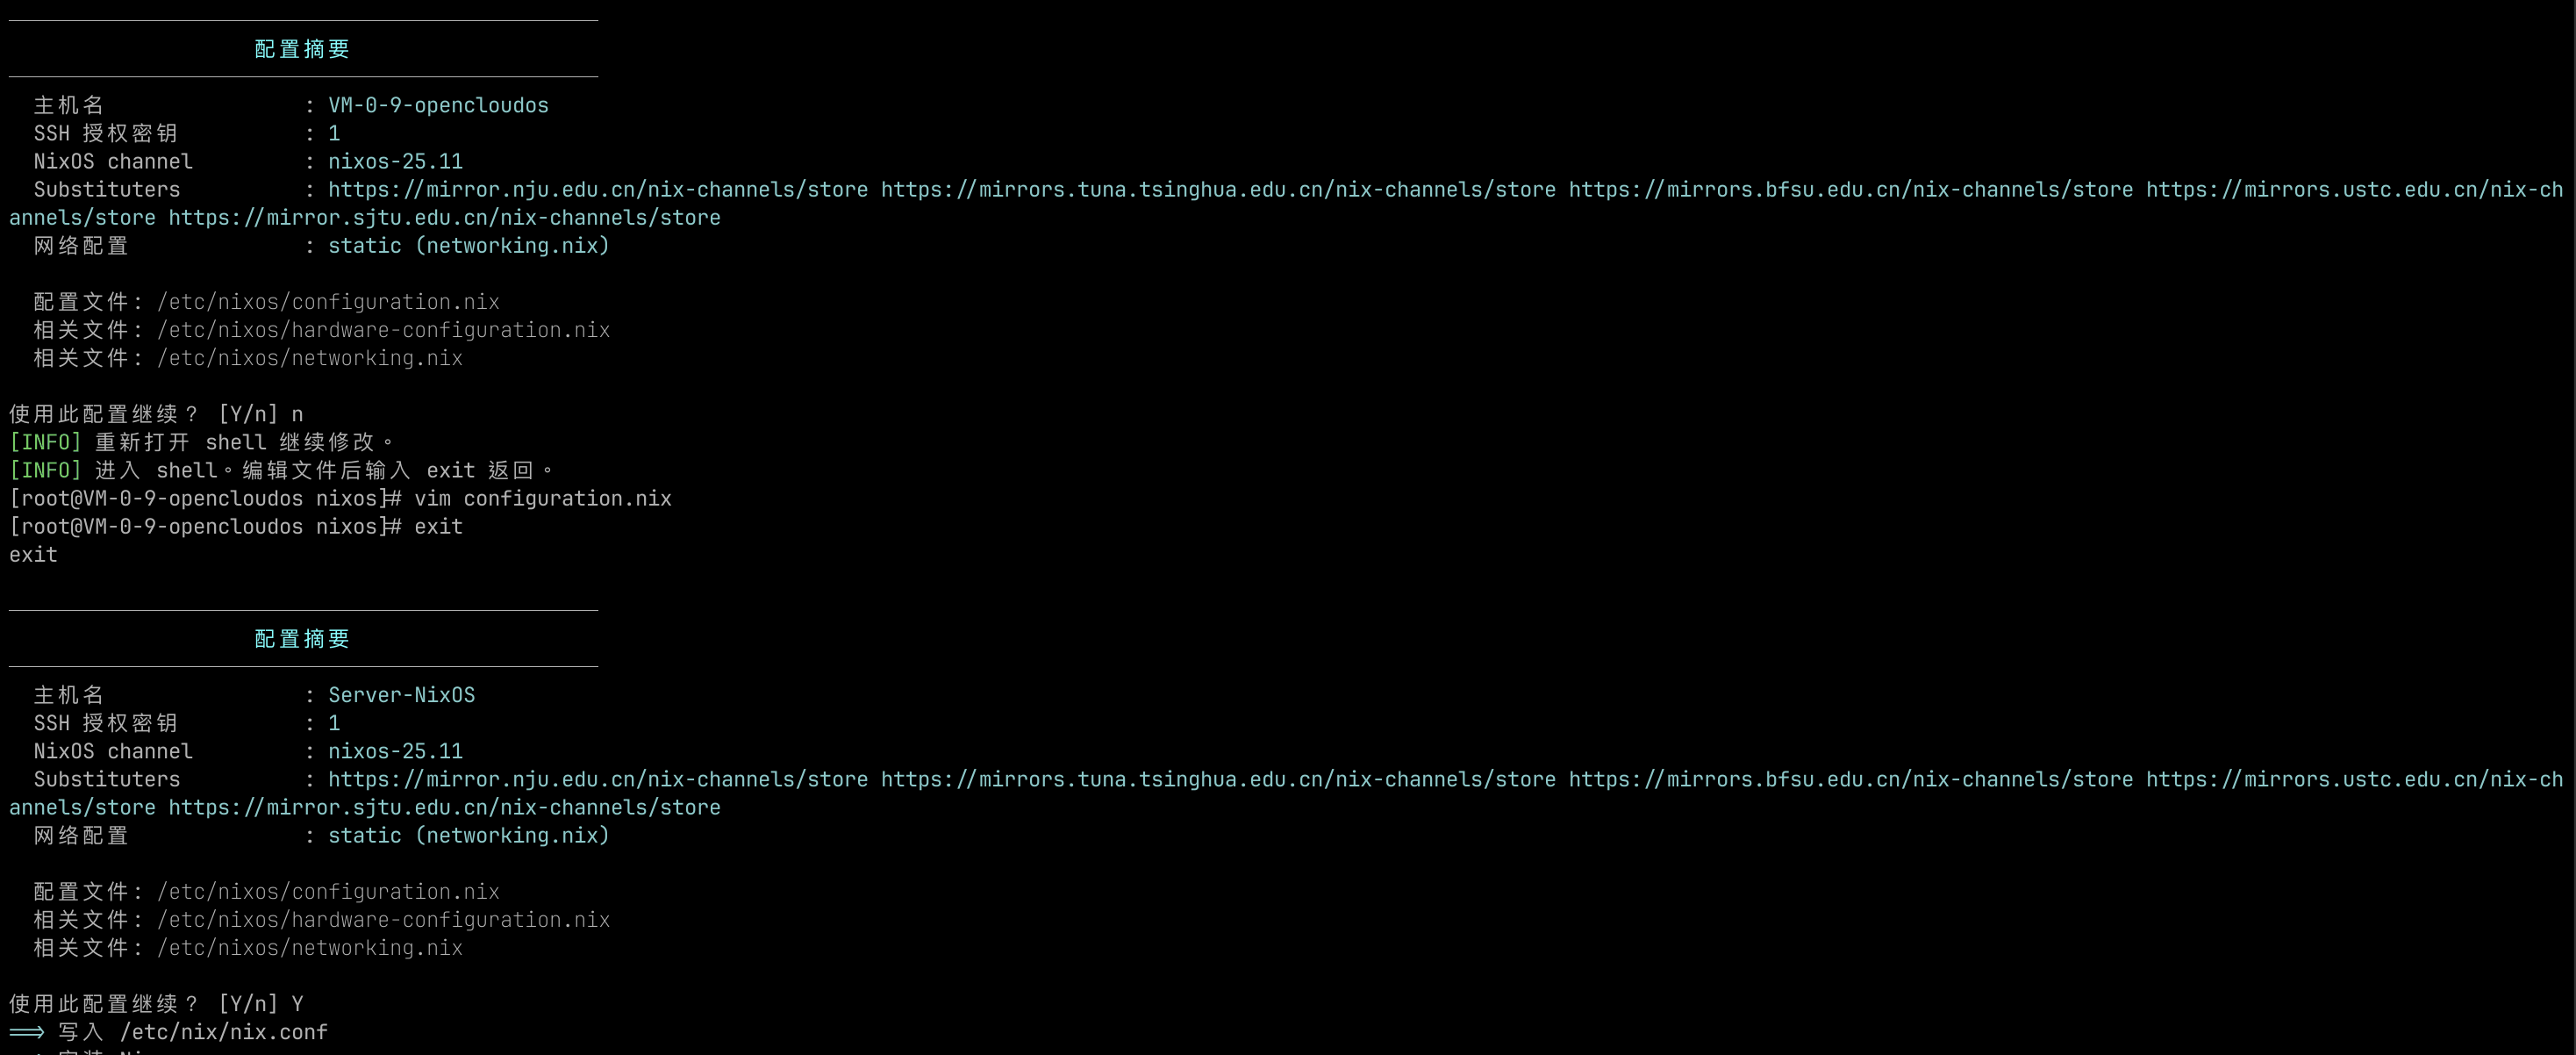 配置摘要
主机名 : VM-0-9-opencloudos
SSH 授权密钥 : 1
NixOS channel : nixos-25.11
Substituters : https://mirror.nju.edu.cn/nix-channels/store https://mirrors.tuna.tsinghua.edu.cn/nix-channels/store https://mirrors.bfsu.edu.cn/nix-channels/store https://mirrors.ustc.edu.cn/nix-ch
annels/store https://mirror.sjtu.edu.cn/nix-channels/store
网络配置 : static (networking.nix)
配置文件: /etc/nixos/configuration.nix
相关文件: /etc/nixos/hardware-configuration.nix
相关文件: /etc/nixos/networking.nix
使用此配置继续？ [Y/n] n
[INFO] 重新打开 shell 继续修改。
[INFO] 进入 shell。编辑文件后输入 exit 返回。
[root@VM-0-9-opencloudos nixos]# vim configuration.nix
[root@VM-0-9-opencloudos nixos]# exit
exit
配置摘要
主机名 : Server-NixOS
SSH 授权密钥 : 1
NixOS channel : nixos-25.11
Substituters : https://mirror.nju.edu.cn/nix-channels/store https://mirrors.tuna.tsinghua.edu.cn/nix-channels/store https://mirrors.bfsu.edu.cn/nix-channels/store https://mirrors.ustc.edu.cn/nix-ch
annels/store https://mirror.sjtu.edu.cn/nix-channels/store
网络配置 : static (networking.nix)
配置文件: /etc/nixos/configuration.nix
相关文件: /etc/nixos/hardware-configuration.nix
相关文件: /etc/nixos/networking.nix
使用此配置继续？ [Y/n] Y
==> 写入 /etc/nix/nix.conf